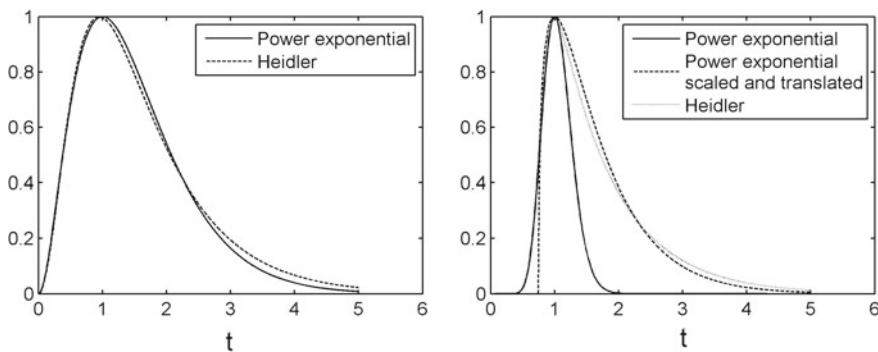 1
0.8
0.6
0.4
0.2
0
0 1 2 3 4 5 6
t
Power exponential
Heidler
1
0.8
0.6
0.4
0.2
0
0 1 2 3 4 5 6
t
Power exponential
Power exponential
scaled and translated
Heidler